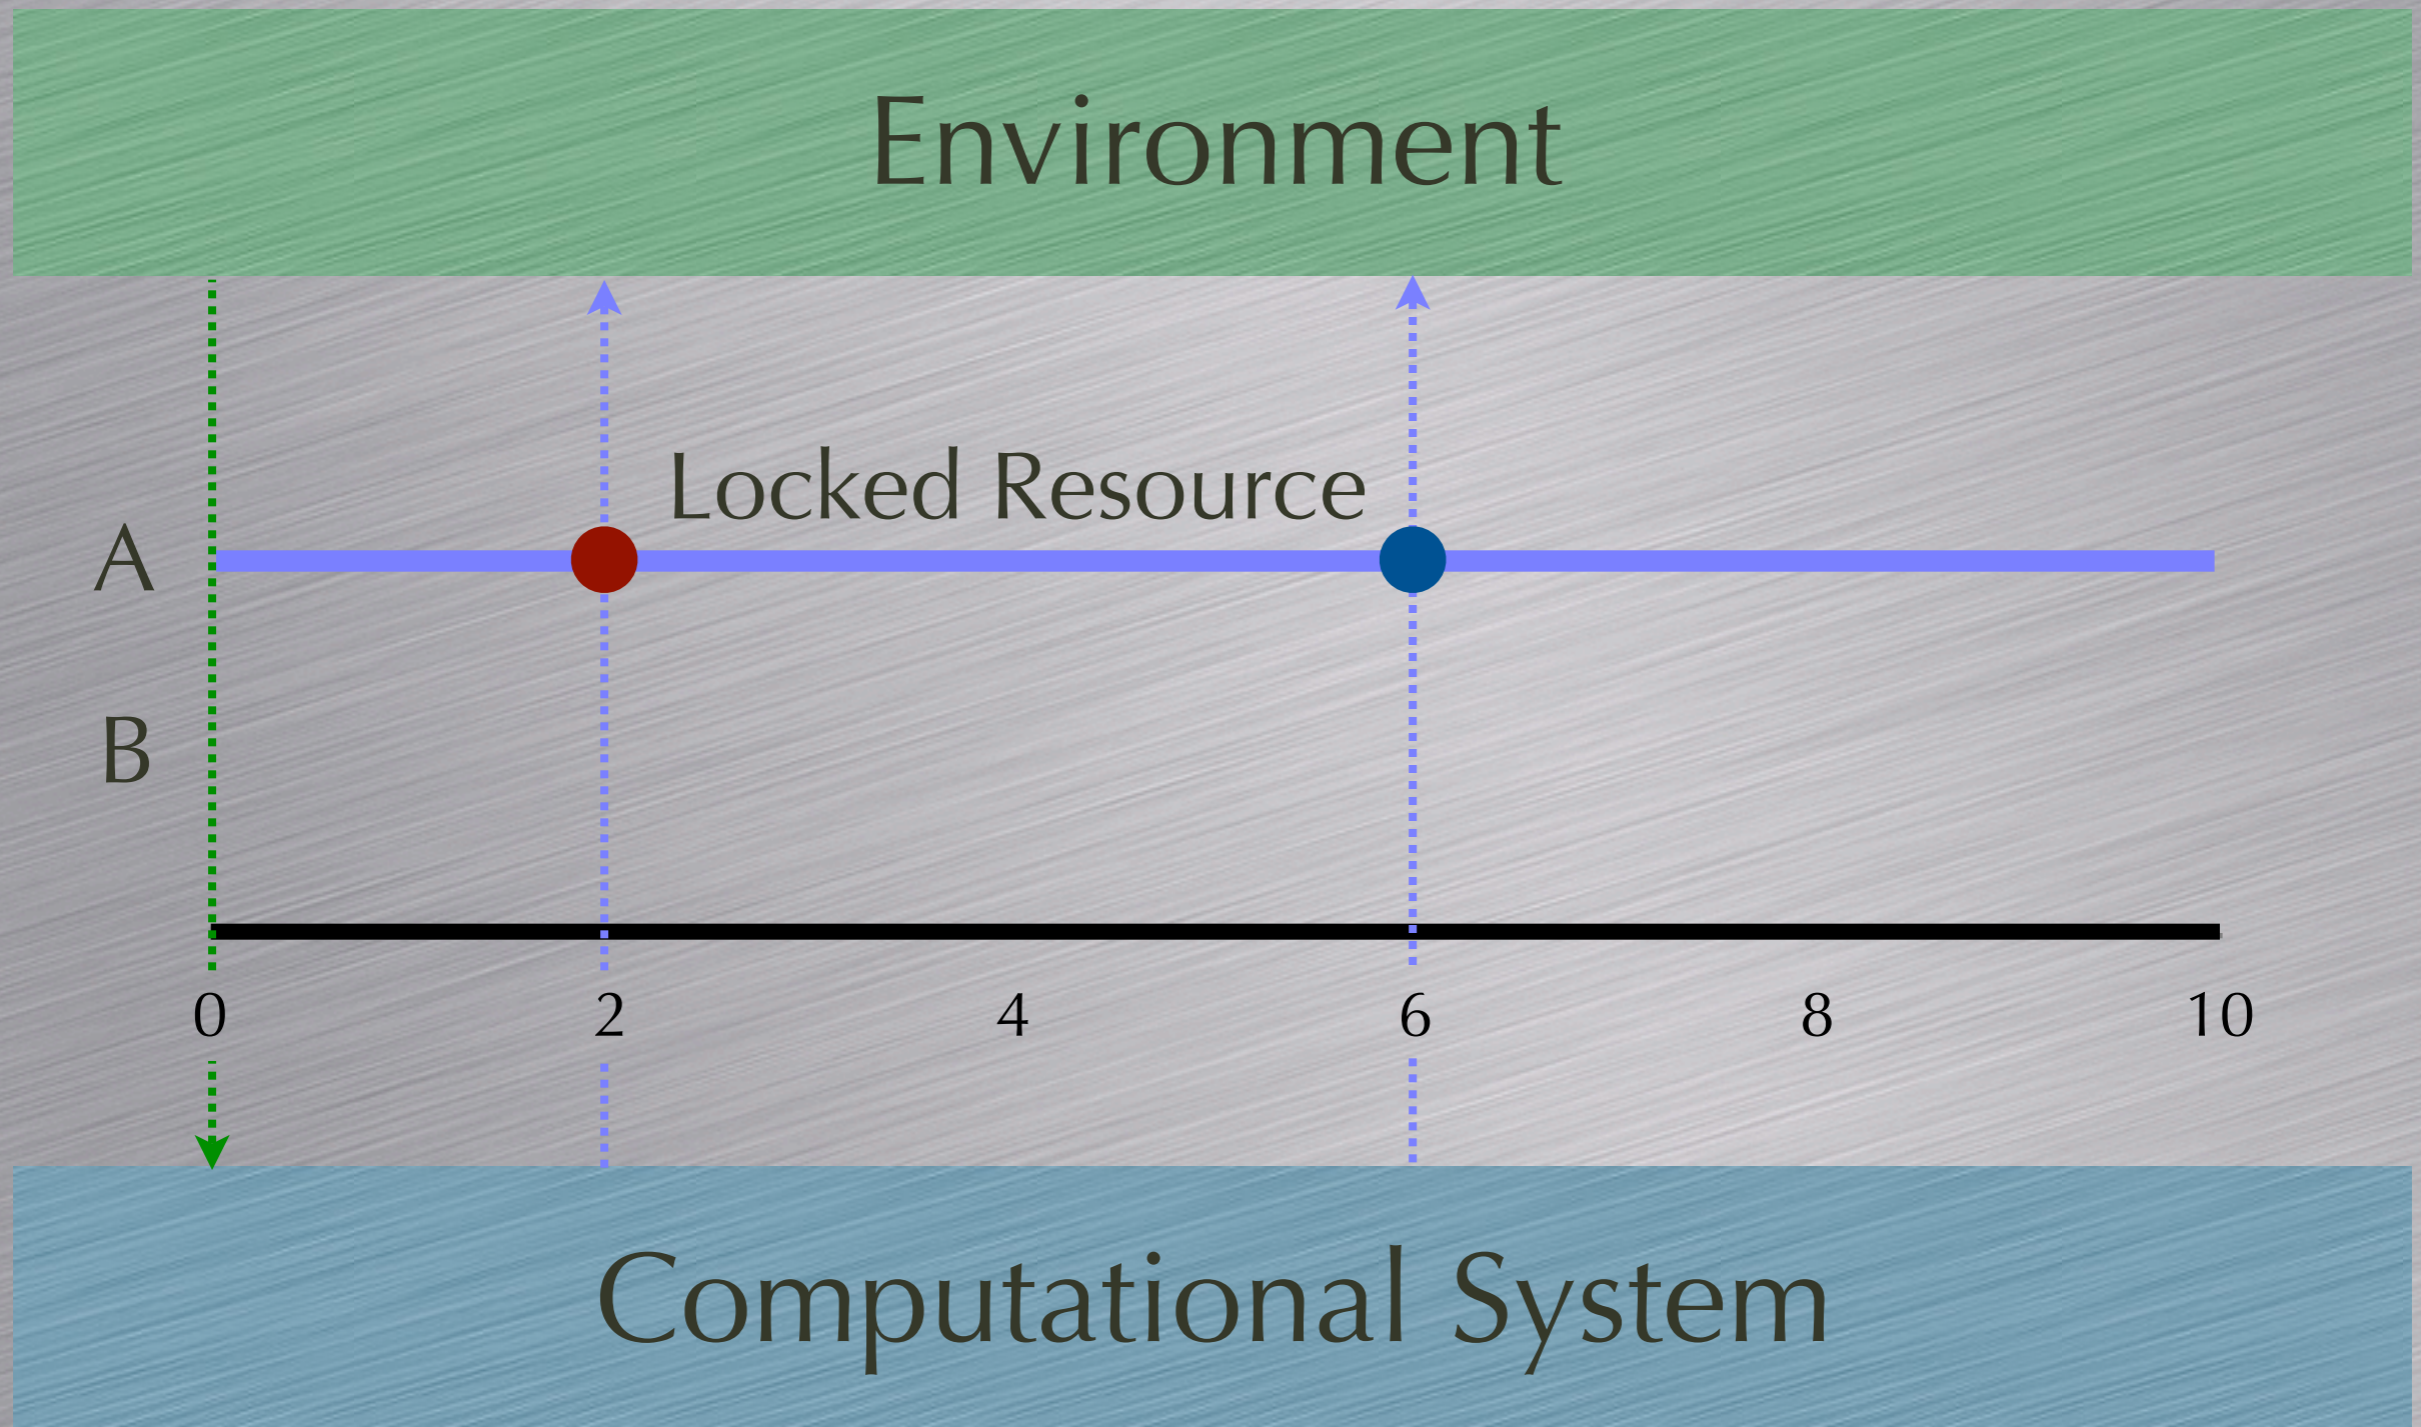 Environment
Locked Resource
A
B
0 2 4 6 8 10
Computational System